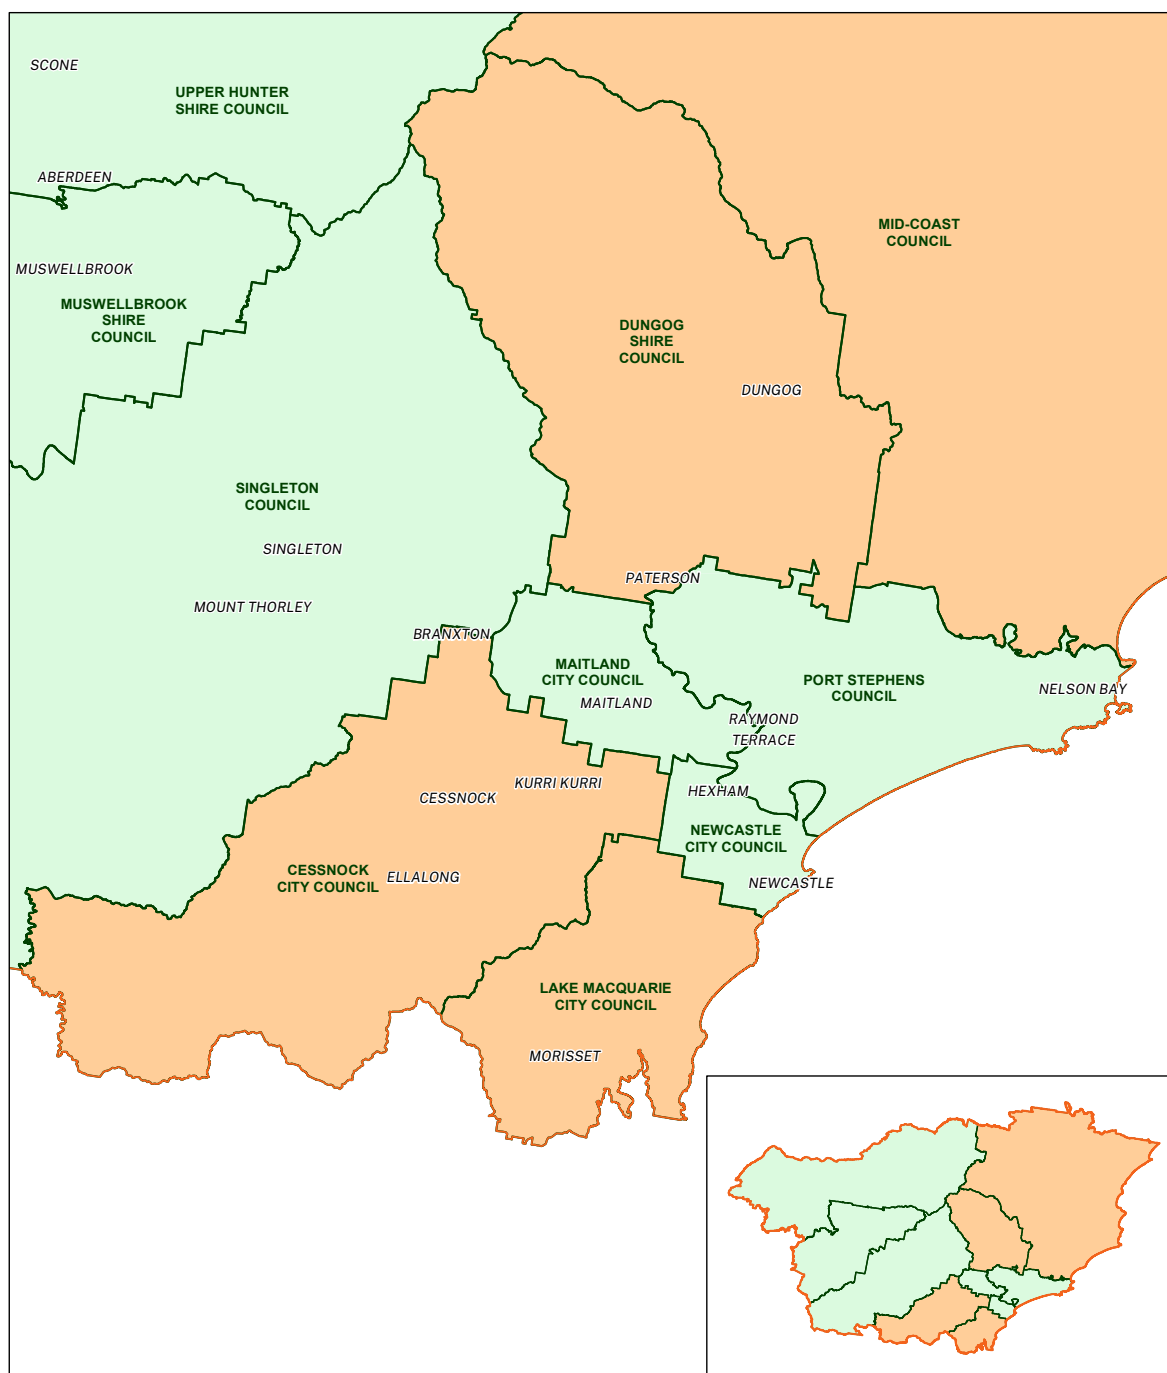 SCONE
UPPER HUNTER
SHIRE COUNCIL
ABERDEEN
MID-COAST
COUNCIL
MUSWELLBROOK
MUSWELLBROOK
SHIRE
COUNCIL
DUNGOG
SHIRE
COUNCIL
DUNGOG
SINGLETON
COUNCIL
SINGLETON
PATERSON
MOUNT THORLEY
BRANXTON
MAITLAND
CITY COUNCIL
MAITLAND
PORT STEPHENS
COUNCIL
NELSON BAY
RAYMOND
TERRACE
KURRI KURRI
HEXHAM
CESSNOCK
NEWCASTLE
CITY COUNCIL
CESSNOCK
CITY COUNCIL
ELLALONG
NEWCASTLE
LAKE MACQUARIE
CITY COUNCIL
MORISSET